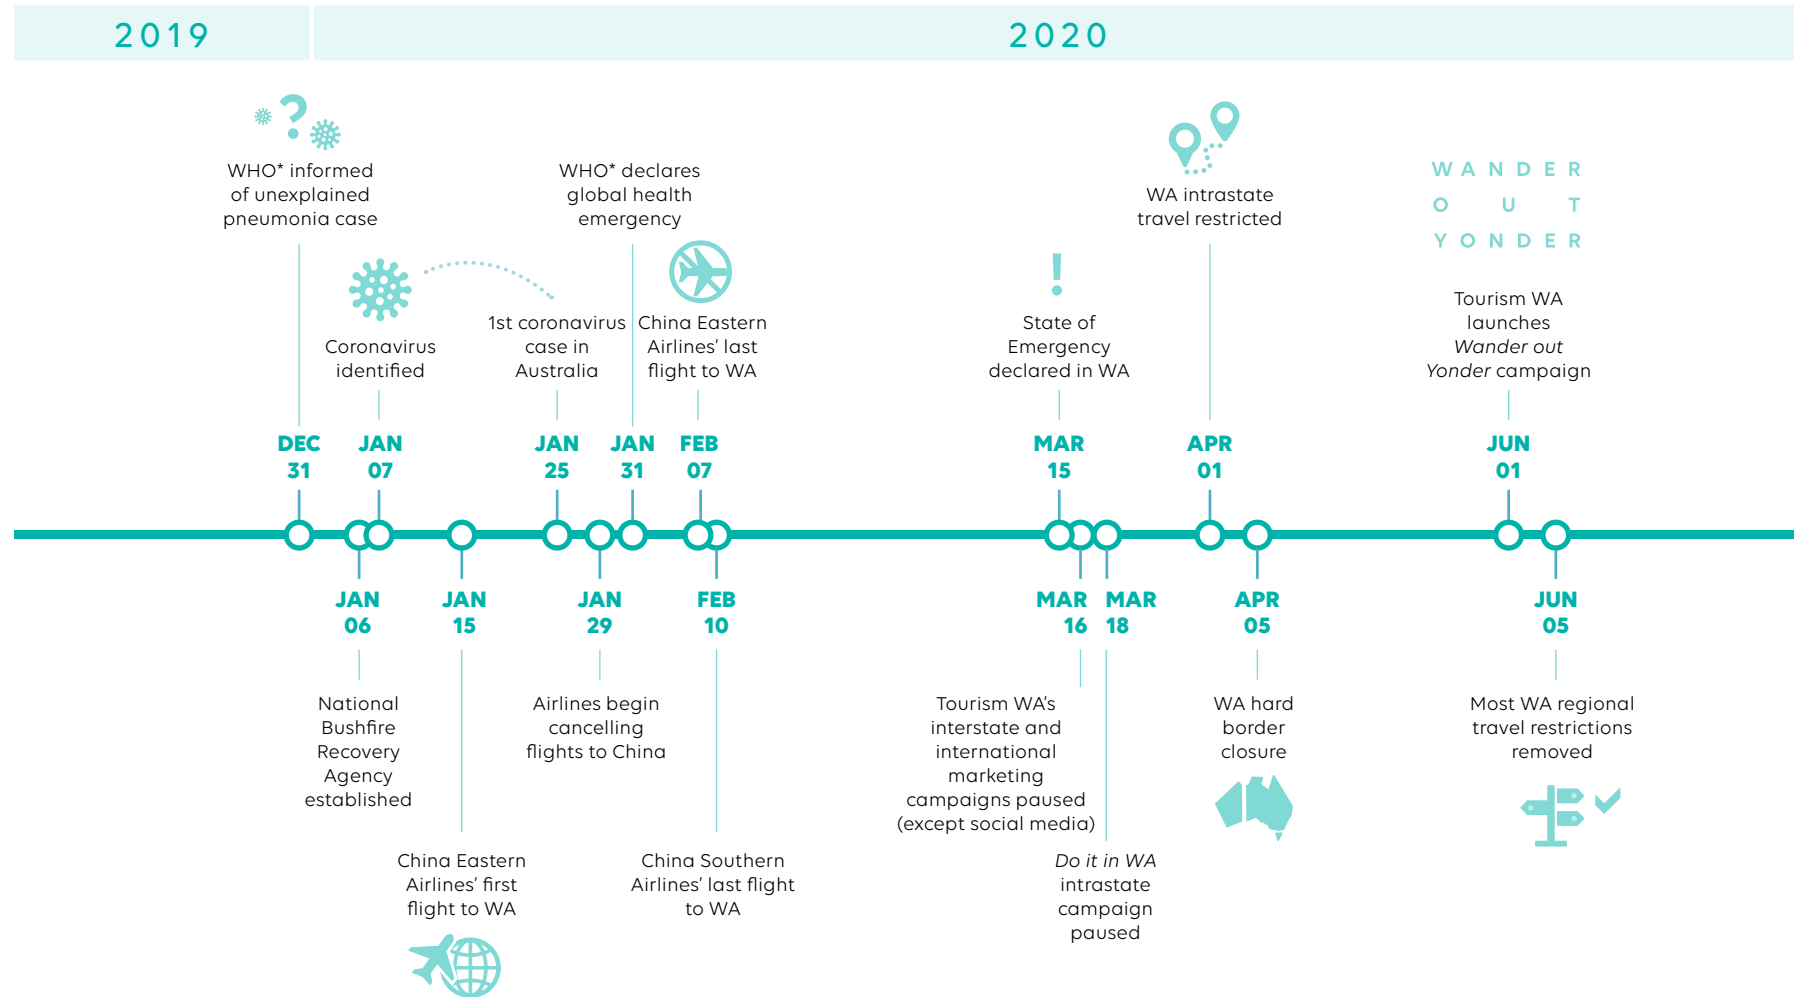 2019
2020
WHO* informed
of unexplained
pneumonia case
WHO* declares
global health
emergency
WA intrastate
travel restricted
WANDER
OUT
YONDER
Coronavirus
identified
1st coronavirus
case in
Australia
China Eastern
Airlines’ last
flight to WA
State of
Emergency
declared in WA
Tourism WA
launches
Wander out
Yonder campaign
DEC
31
JAN
07
JAN
25
JAN
31
FEB
07
MAR
15
APR
01
JUN
01
JAN
06
JAN
15
JAN
29
FEB
10
MAR
16
MAR
18
APR
05
JUN
05
National
Bushfire
Recovery
Agency
established
Airlines begin
cancelling
flights to China
Tourism WA’s
interstate and
international
marketing
campaigns paused
(except social media)
WA hard
border
closure
Most WA regional
travel restrictions
removed
China Eastern
Airlines’ first
flight to WA
China Southern
Airlines’ last flight
to WA
Do it in WA
intrastate
campaign
paused